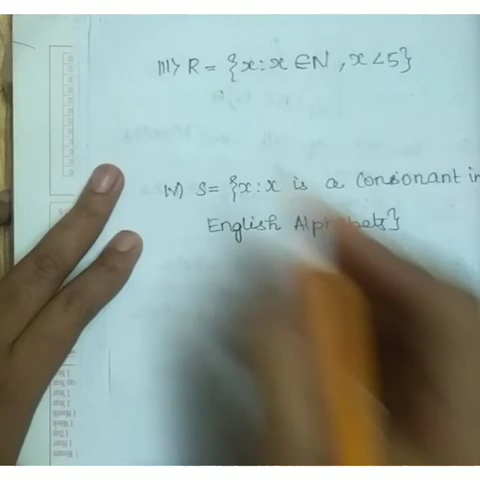 III) R = {x : x ∈ N , x < 5}
IV) S = {x : x is a Consonant in
English Alphabets}